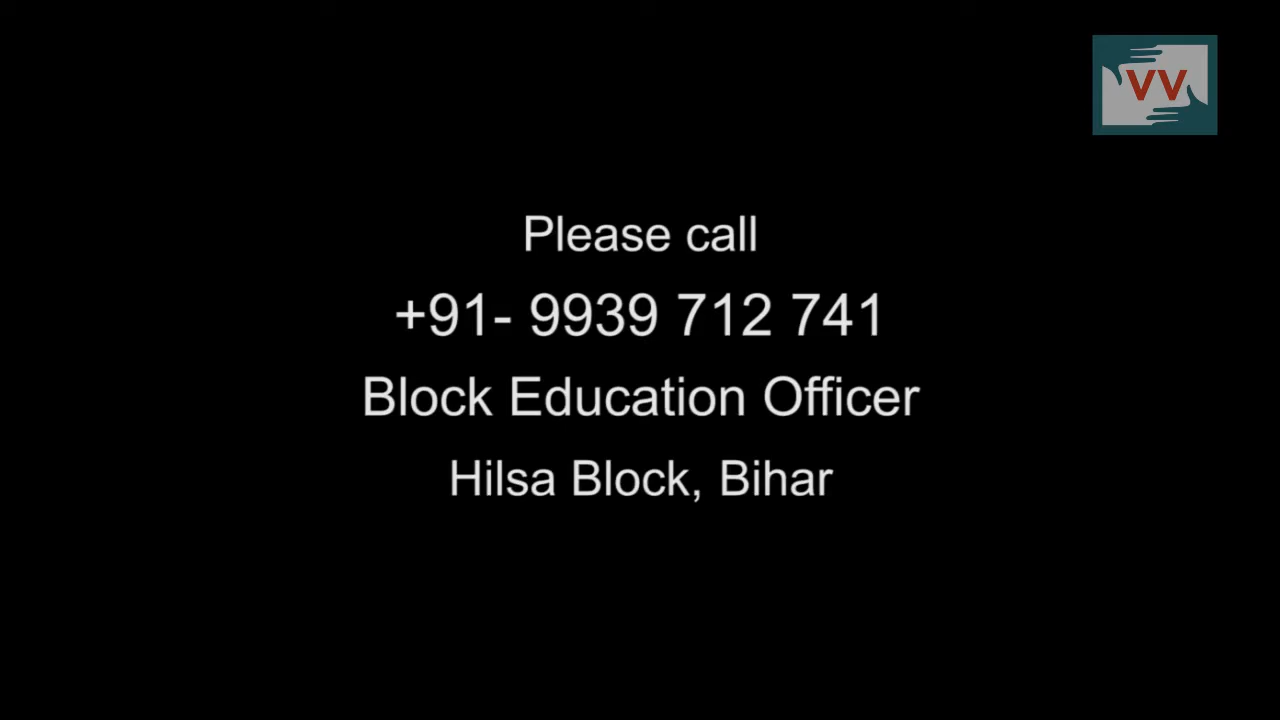 VV
Please call
+91- 9939 712 741
Block Education Officer
Hilsa Block, Bihar